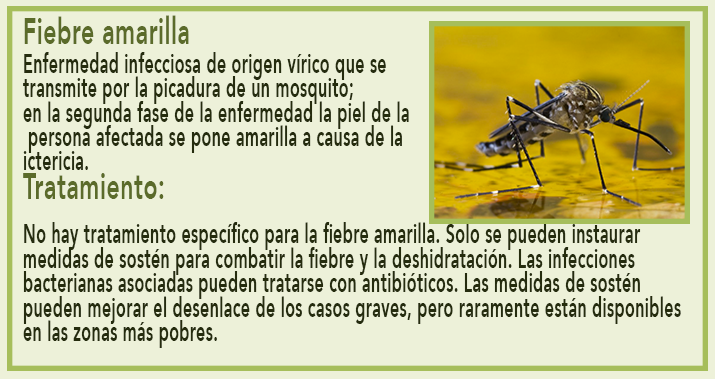 Fiebre amarilla
Enfermedad infecciosa de origen vírico que se
transmite por la picadura de un mosquito;
en la segunda fase de la enfermedad la piel de la
persona afectada se pone amarilla a causa de la
ictericia.
Tratamiento:
No hay tratamiento específico para la fiebre amarilla. Solo se pueden instaurar
medidas de sostén para combatir la fiebre y la deshidratación. Las infecciones
bacterianas asociadas pueden tratarse con antibióticos. Las medidas de sostén
pueden mejorar el desenlace de los casos graves, pero raramente están disponibles
en las zonas más pobres.